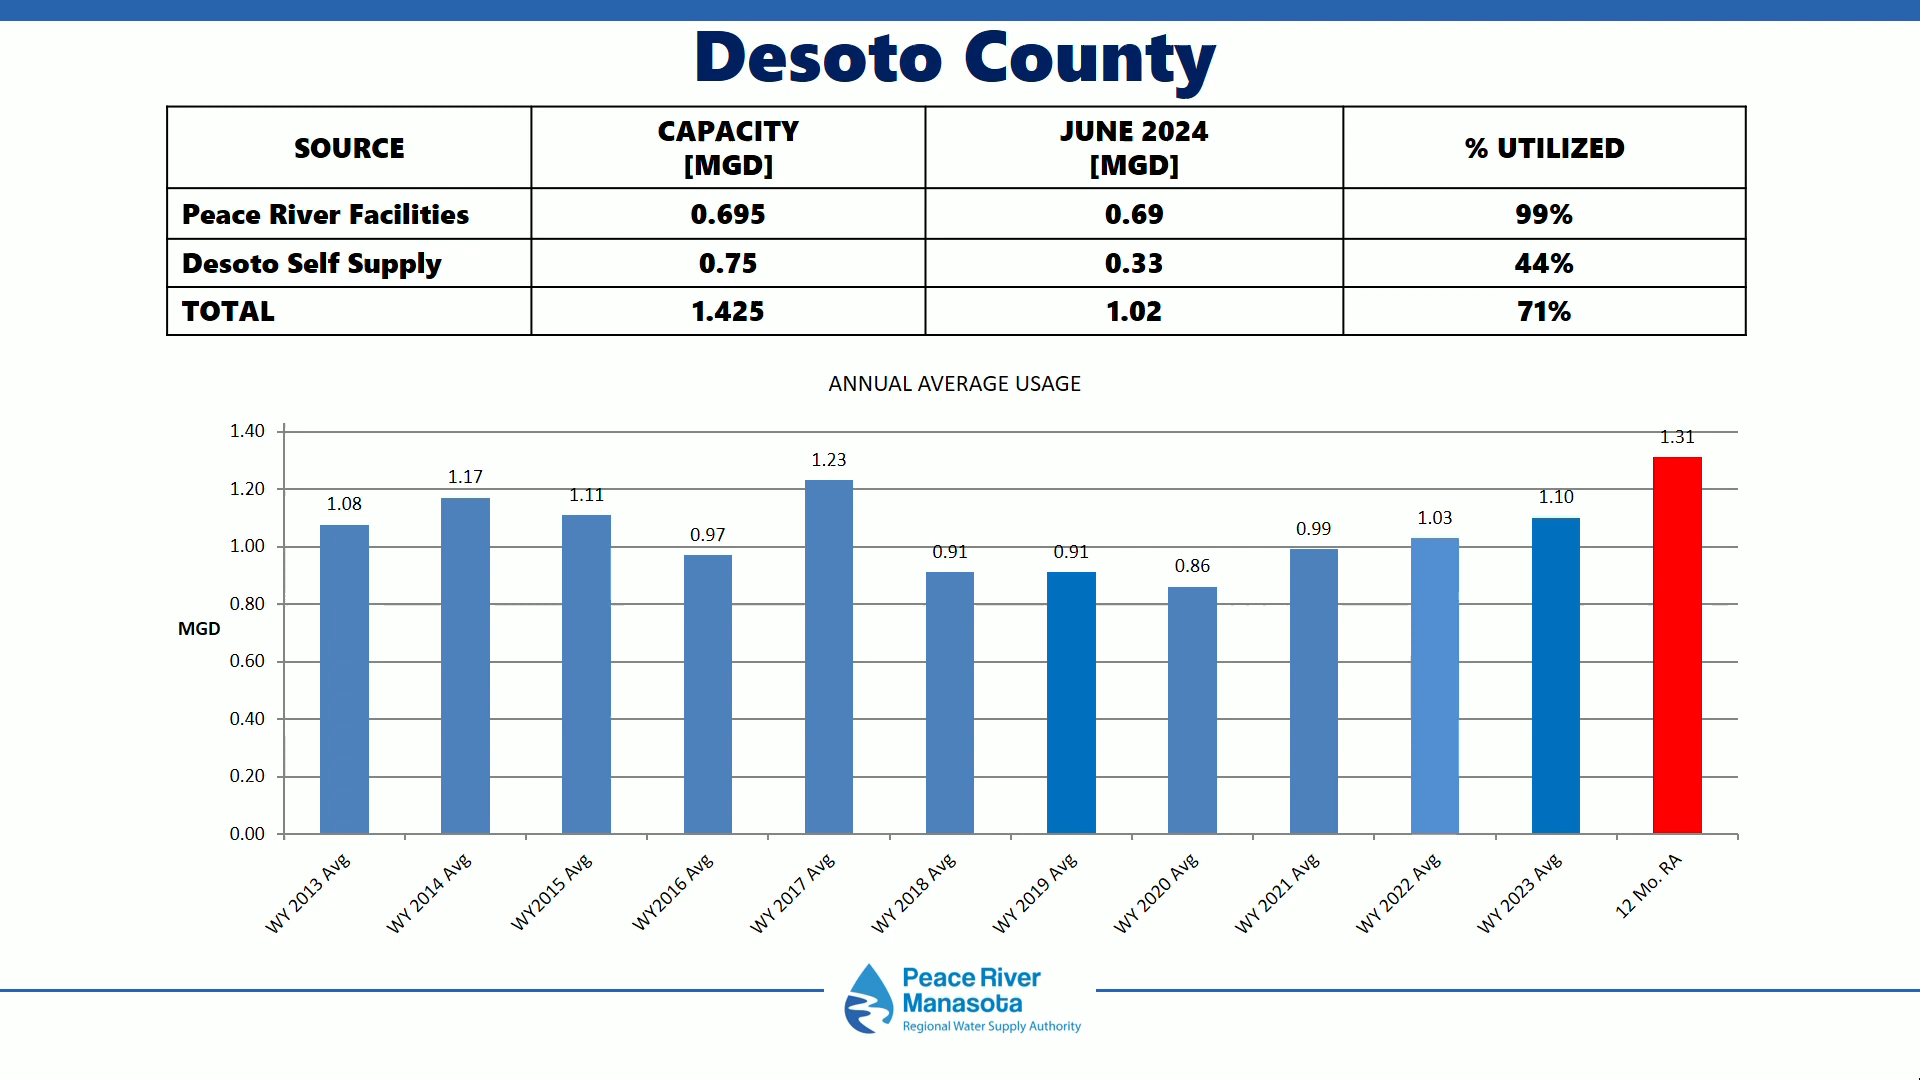 Desoto County
SOURCE
CAPACITY
[MGD]
JUNE 2024
[MGD]
% UTILIZED
Peace River Facilities 0.695 0.69 99%
Desoto Self Supply 0.75 0.33 44%
TOTAL 1.425 1.02 71%
ANNUAL AVERAGE USAGE
1.40
1.20
1.00
0.80
0.60
0.40
0.20
0.00
MGD
1.08
1.17
1.11
0.97
1.23
0.91
0.91
0.86
0.99
1.03
1.10
1.31
WY 2013 Avg
WY 2014 Avg
WY2015 Avg
WY2016 Avg
WY 2017 Avg
WY 2018 Avg
WY 2019 Avg
WY 2020 Avg
WY 2021 Avg
WY 2022 Avg
WY 2023 Avg
12 Mo. RA
Peace River
Manasota
Regional Water Supply Authority